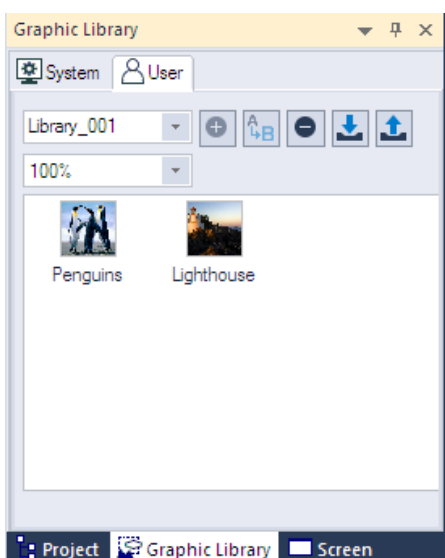 Graphic Library
System User
Library_001
A B
100%
Penguins Lighthouse
Project Graphic Library Screen